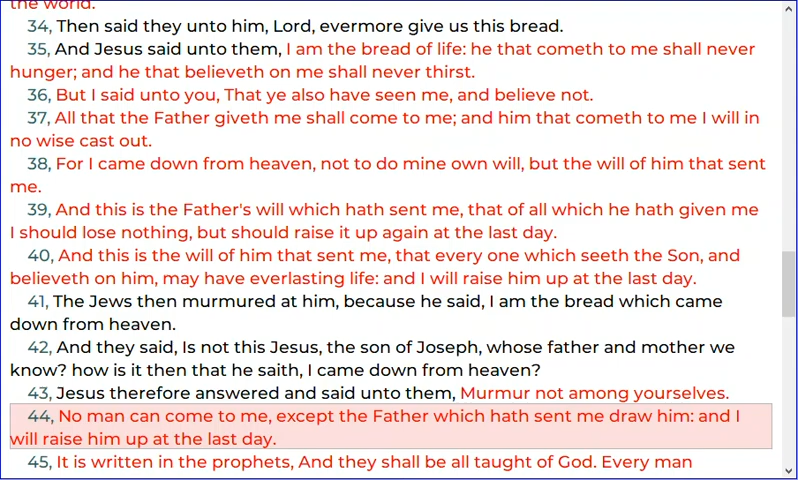 the world.
34, Then said they unto him, Lord, evermore give us this bread.
35, And Jesus said unto them, I am the bread of life: he that cometh to me shall never
hunger; and he that believeth on me shall never thirst.
36, But I said unto you, That ye also have seen me, and believe not.
37, All that the Father giveth me shall come to me; and him that cometh to me I will in
no wise cast out.
38, For I came down from heaven, not to do mine own will, but the will of him that sent
me.
39, And this is the Father's will which hath sent me, that of all which he hath given me
I should lose nothing, but should raise it up again at the last day.
40, And this is the will of him that sent me, that every one which seeth the Son, and
believeth on him, may have everlasting life: and I will raise him up at the last day.
41, The Jews then murmured at him, because he said, I am the bread which came
down from heaven.
42, And they said, Is not this Jesus, the son of Joseph, whose father and mother we
know? how is it then that he saith, I came down from heaven?
43, Jesus therefore answered and said unto them, Murmur not among yourselves.
44, No man can come to me, except the Father which hath sent me draw him: and I
will raise him up at the last day.
45, It is written in the prophets, And they shall be all taught of God. Every man